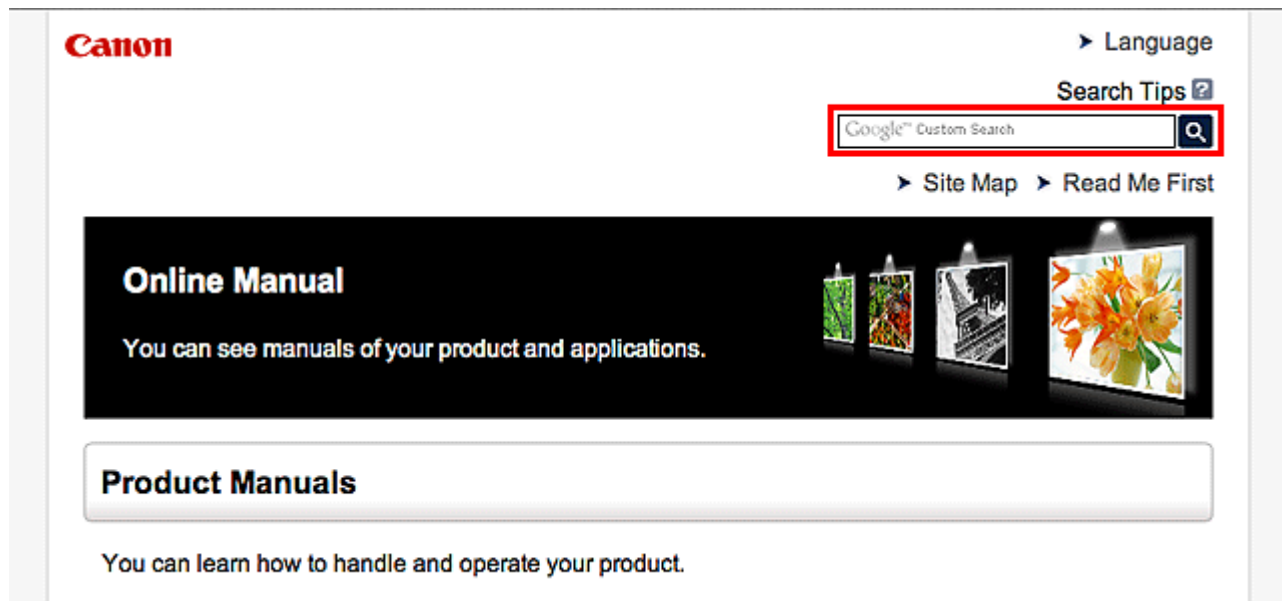 Canon
➤ Language
Search Tips ?
Google™ Custom Search
➤ Site Map ➤ Read Me First
Online Manual
You can see manuals of your product and applications.
Product Manuals
You can learn how to handle and operate your product.